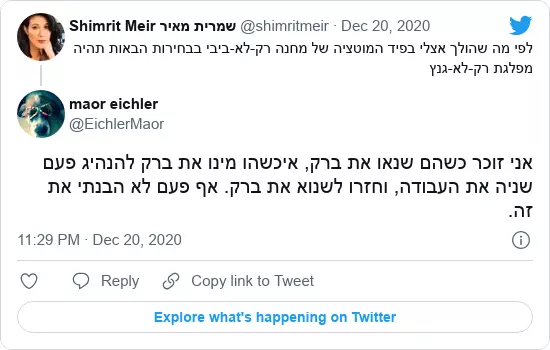 Shimrit Meir שמרית מאיר @shimritmeir · Dec 20, 2020
לפי מה שהולך אצלי בפיד המוטציה של מחנה רק-לא-ביבי בבחירות הבאות תהיה
מפלגת רק-לא-גנץ
maor eichler
@EichlerMaor
אני זוכר כשהם שנאו את ברק, איכשהו מינו את ברק להנהיג פעם
שניה את העבודה, וחזרו לשנוא את ברק. אף פעם לא הבנתי את
זה.
11:29 PM · Dec 20, 2020
Reply
Copy link to Tweet
Explore what's happening on Twitter